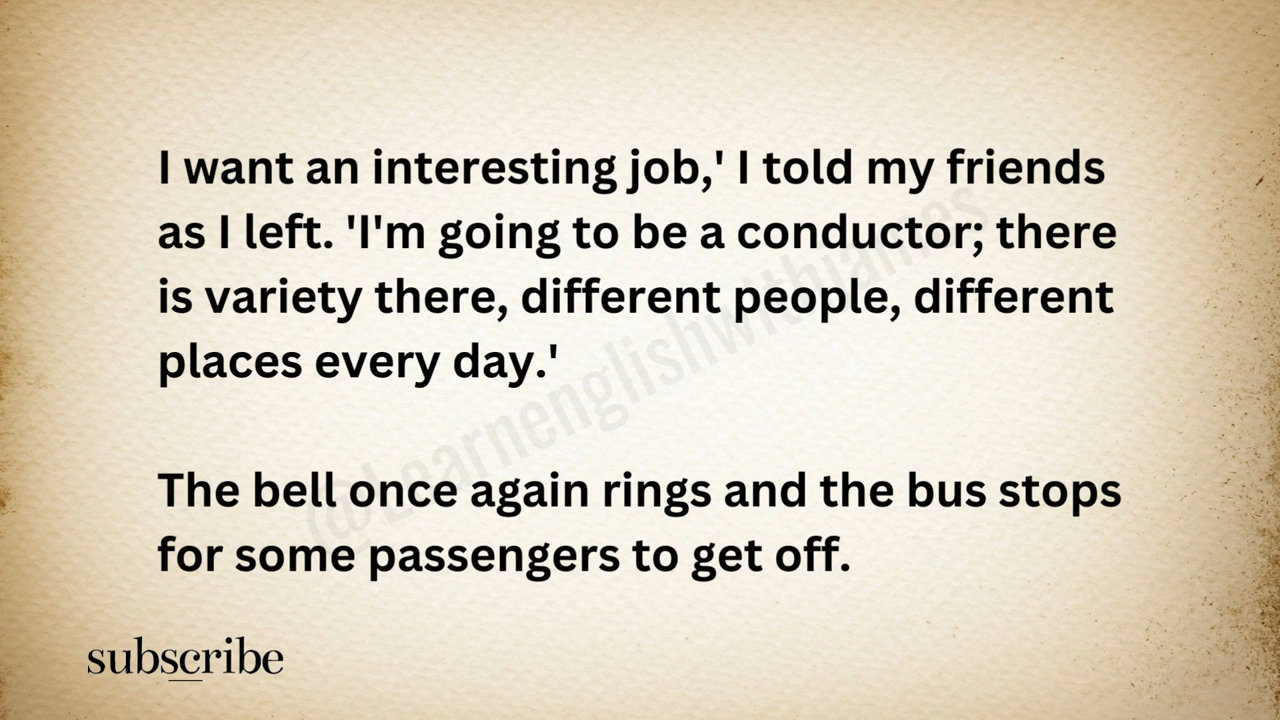 I want an interesting job,' I told my friends
as I left. 'I'm going to be a conductor; there
is variety there, different people, different
places every day.'
The bell once again rings and the bus stops
for some passengers to get off.
@Learnenglishwithjames
subscribe